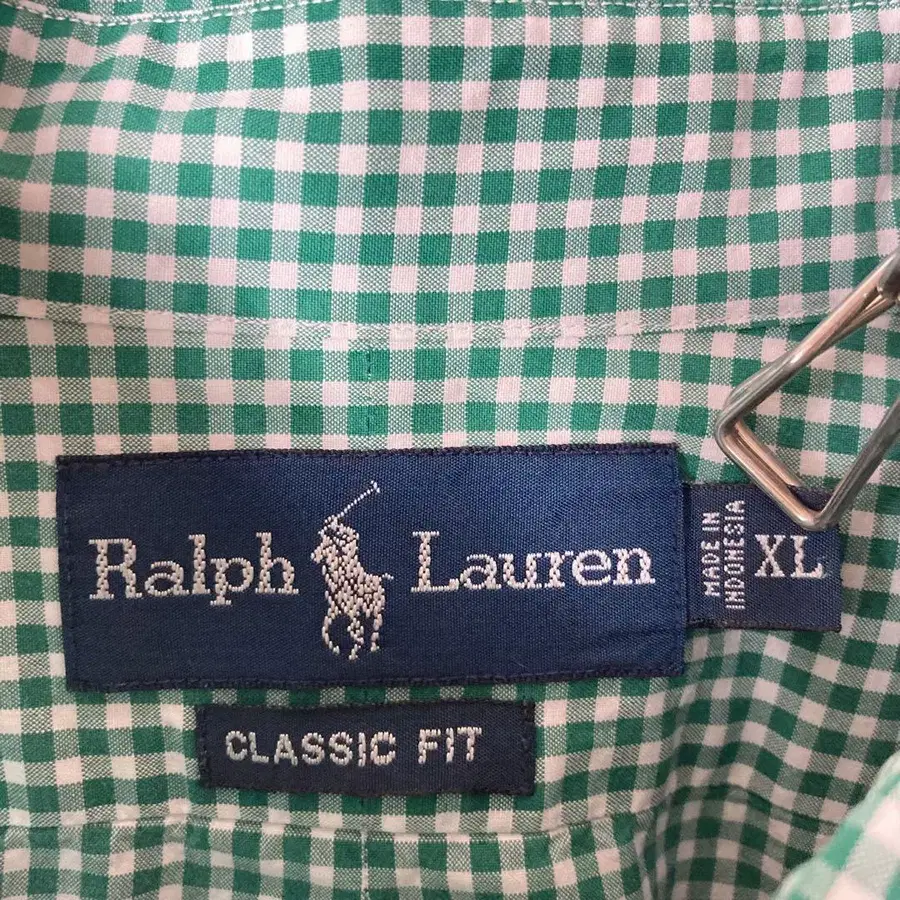 Ralph Lauren
MADE IN
INDONESIA
XL
CLASSIC FIT